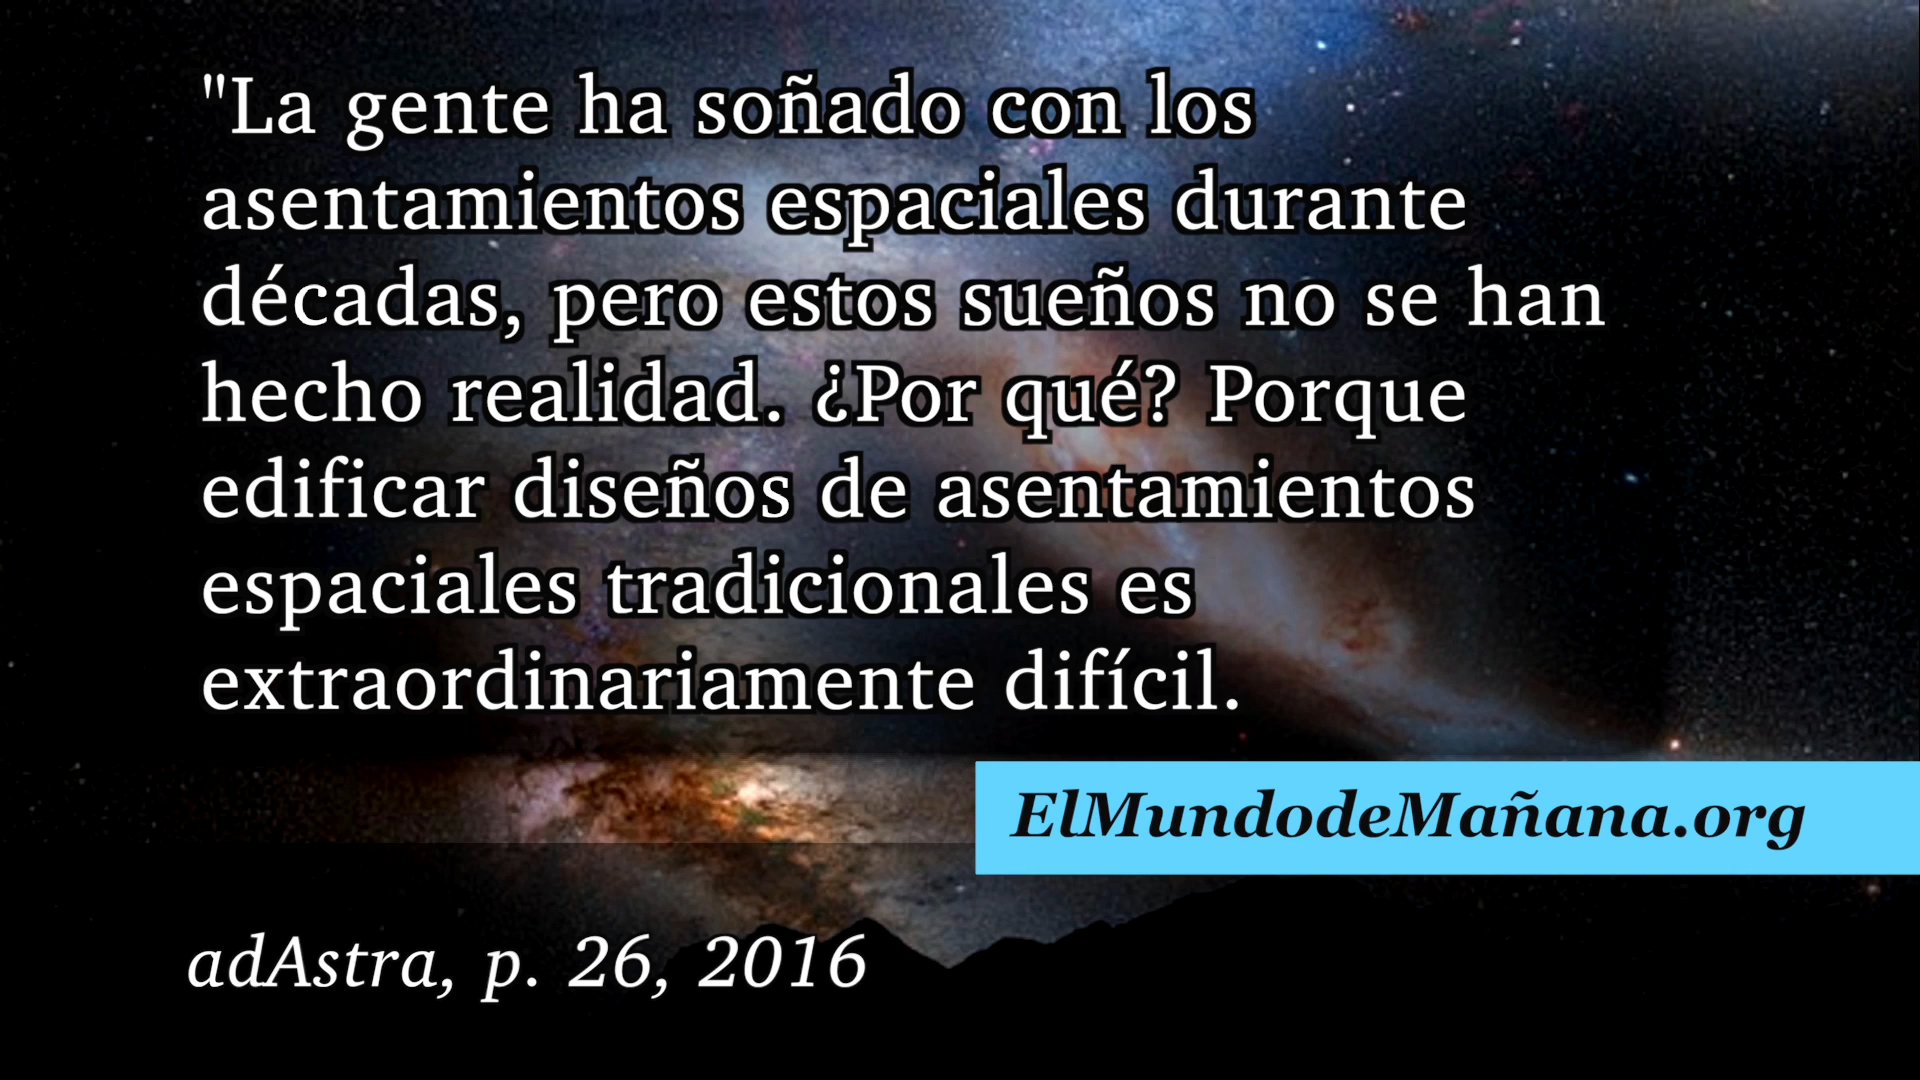 "La gente ha soñado con los
asentamientos espaciales durante
décadas, pero estos sueños no se han
hecho realidad. ¿Por qué? Porque
edificar diseños de asentamientos
espaciales tradicionales es
extraordinariamente difícil.
ElMundodeMañana.org
adAstra, p. 26, 2016